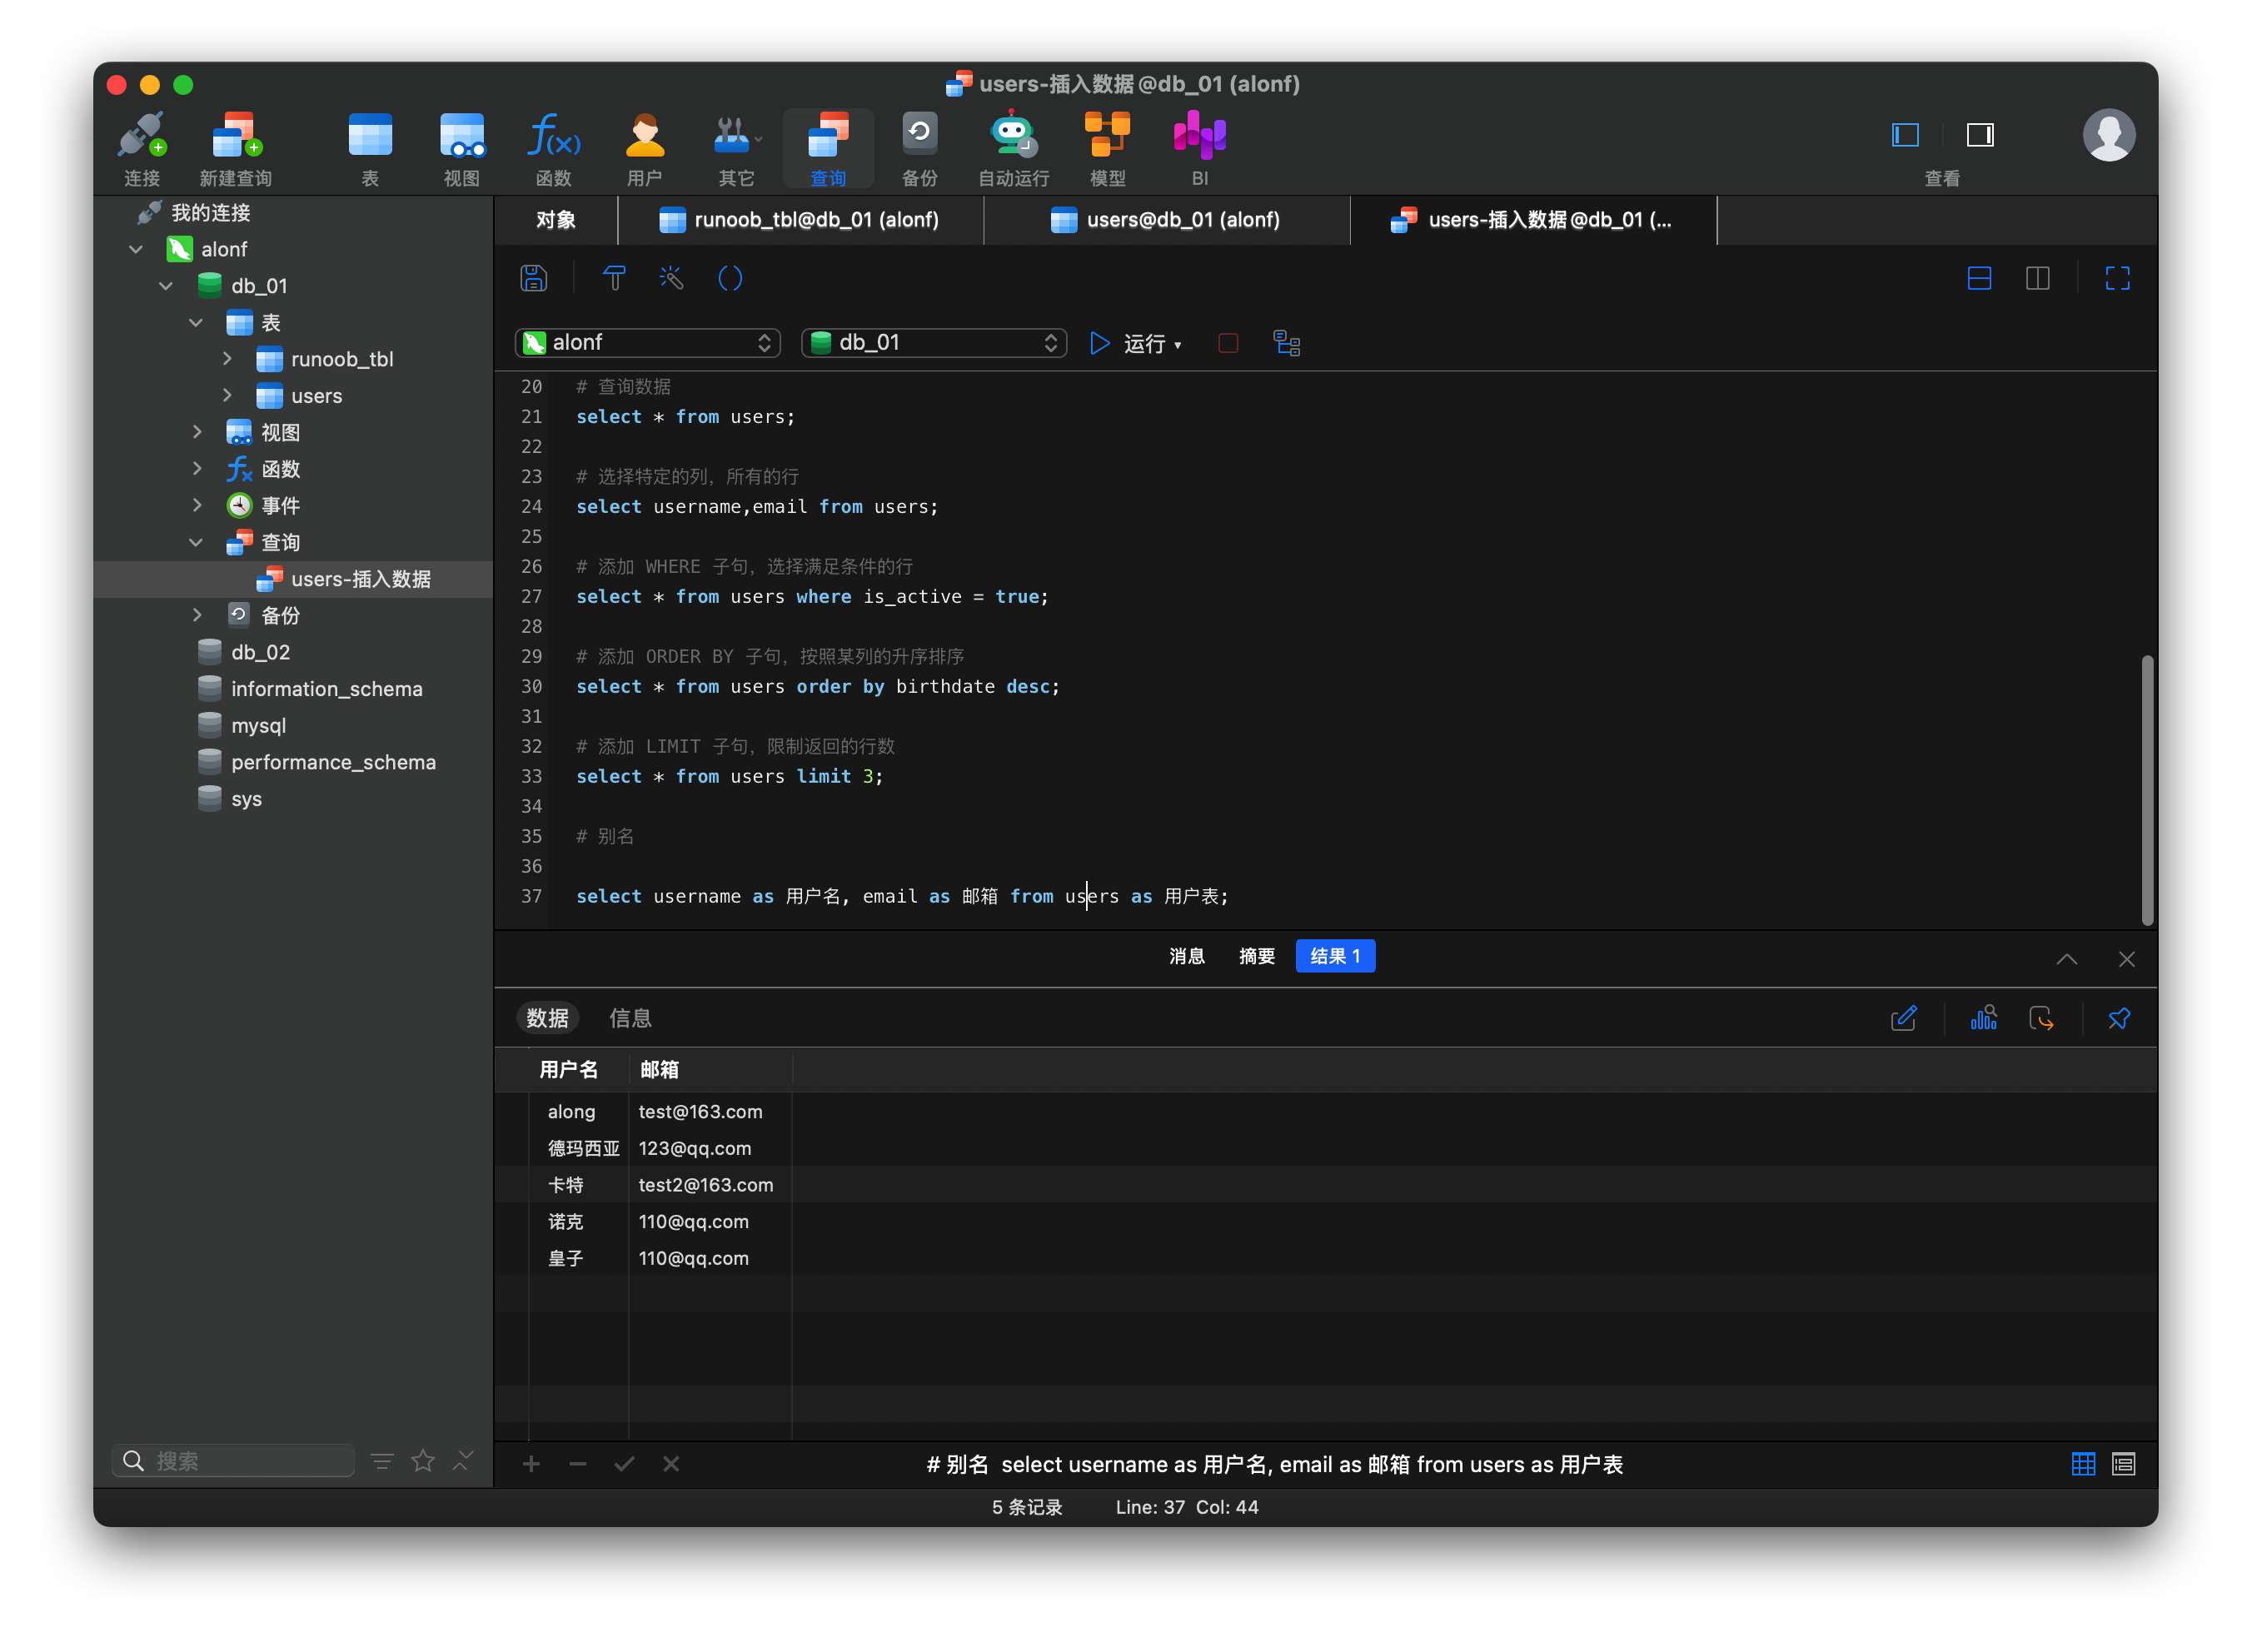 users-插入数据@db_01 (alonf)
连接 新建查询 表 视图 函数 用户 其它 查询 备份 自动运行 模型 BI 查看
我的连接
alonf
db_01
表
runoob_tbl
users
视图
函数
事件
查询
users-插入数据
备份
db_02
information_schema
mysql
performance_schema
sys
搜索
对象 runoob_tbl@db_01 (alonf) users@db_01 (alonf) users-插入数据@db_01 (...
alonf db_01 运行
20 # 查询数据
21 select * from users;
22
23 # 选择特定的列，所有的行
24 select username,email from users;
25
26 # 添加 WHERE 子句，选择满足条件的行
27 select * from users where is_active = true;
28
29 # 添加 ORDER BY 子句，按照某列的升序排序
30 select * from users order by birthdate desc;
31
32 # 添加 LIMIT 子句，限制返回的行数
33 select * from users limit 3;
34
35 # 别名
36
37 select username as 用户名, email as 邮箱 from users as 用户表;
消息 摘要 结果 1
数据 信息
用户名 邮箱
along test@163.com
德玛西亚 123@qq.com
卡特 test2@163.com
诺克 110@qq.com
皇子 110@qq.com
# 别名 select username as 用户名, email as 邮箱 from users as 用户表
5 条记录 Line: 37 Col: 44